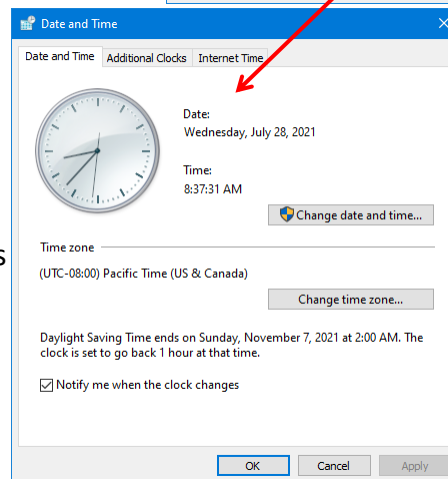 Date and Time
Date and Time Additional Clocks Internet Time
Date:
Wednesday, July 28, 2021
Time:
8:37:31 AM
Change date and time...
s
Time zone
(UTC-08:00) Pacific Time (US & Canada)
Change time zone...
Daylight Saving Time ends on Sunday, November 7, 2021 at 2:00 AM. The
clock is set to go back 1 hour at that time.
Notify me when the clock changes
OK Cancel Apply